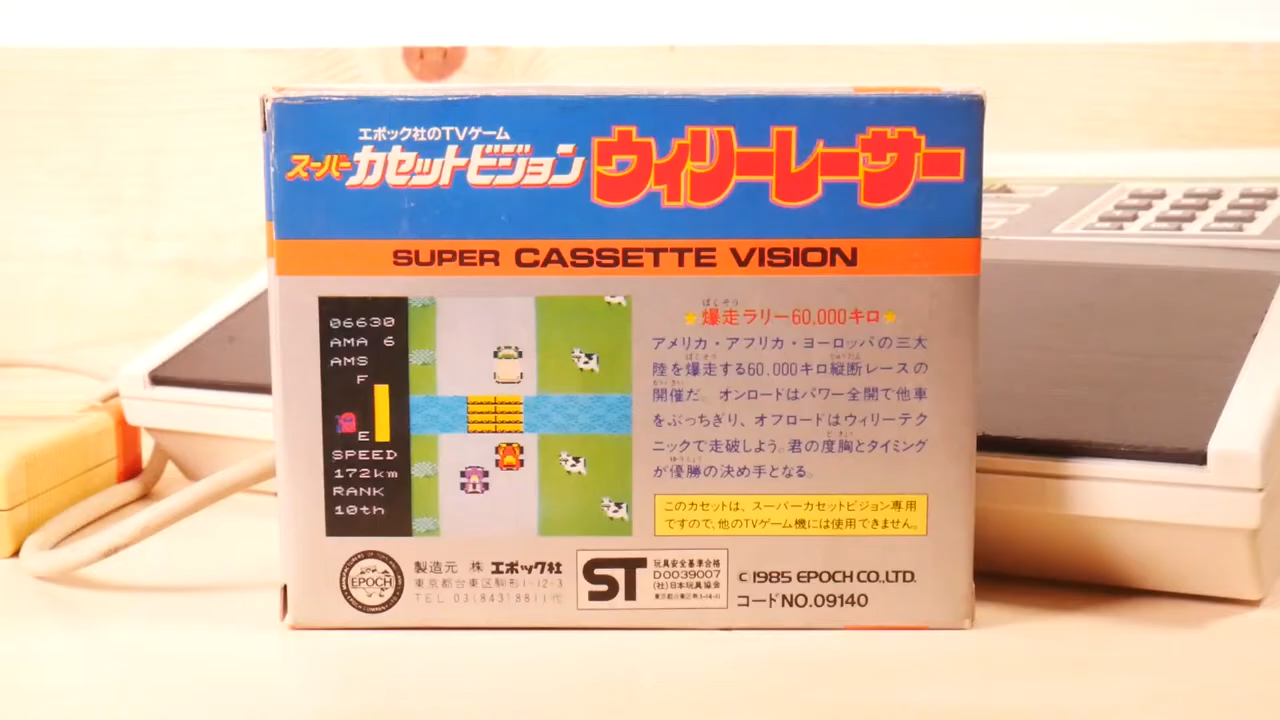 エポック社のTVゲーム
スーパーカセットビジョン ウィリーレーサー
SUPER CASSETTE VISION
06630
AMA 6
AMS
F
E
SPEED
172km
RANK
10th
ばくそう
★爆走ラリー60,000キロ★
アメリカ・アフリカ・ヨーロッパの三大
陸を爆走する60,000キロ縦断レースの
開催だ。オンロードはパワー全開で他車
をぶっちぎり、オフロードはウィリーテク
ニックで走破しよう。君の度胸とタイミング
が優勝の決め手となる。
このカセットは、スーパーカセットビジョン専用
ですので、他のTVゲーム機には使用できません。
EPOCH
製造元 株 エポック社
東京都台東区駒形1-12-3
TEL 03(843)8811代
ST
玩具安全基準合格
D0039007
(社)日本玩具協会
C 1985 EPOCH CO.,LTD.
コードNO.09140